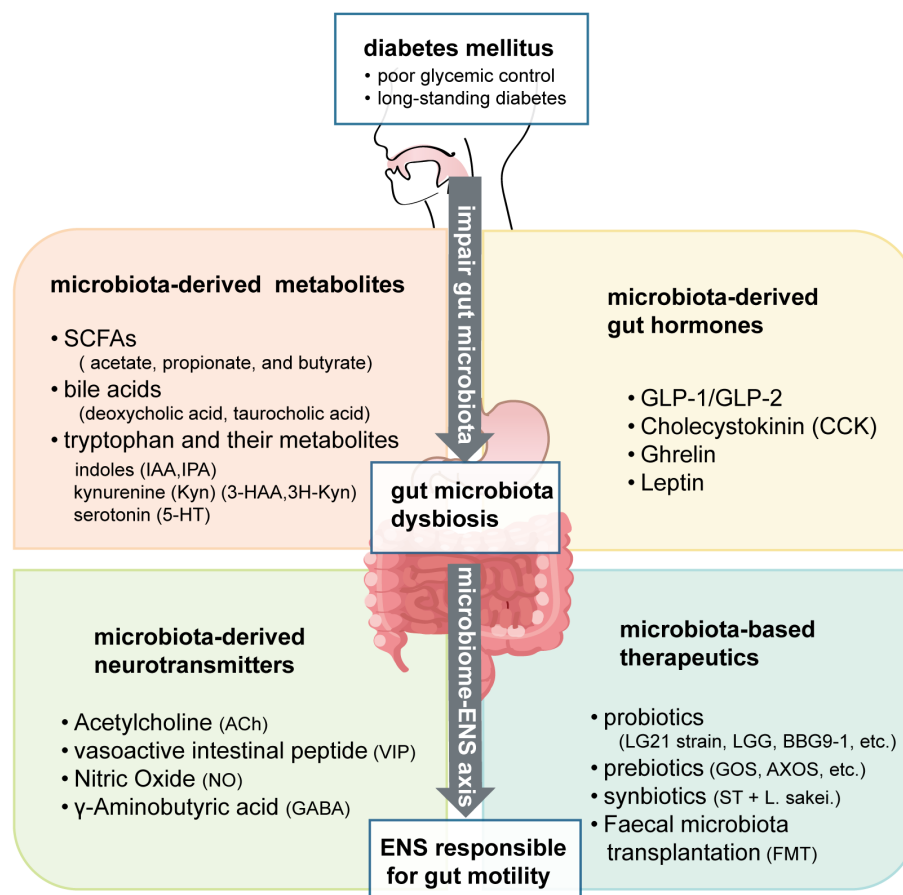 diabetes mellitus
• poor glycemic control
• long-standing diabetes
impair gut microbiota
microbiota-derived metabolites
• SCFAs
( acetate, propionate, and butyrate)
• bile acids
(deoxycholic acid, taurocholic acid)
• tryptophan and their metabolites
indoles (IAA,IPA)
kynurenine (Kyn) (3-HAA,3H-Kyn)
serotonin (5-HT)
microbiota-derived
gut hormones
• GLP-1/GLP-2
• Cholecystokinin (CCK)
• Ghrelin
• Leptin
gut microbiota
dysbiosis
microbiome-ENS axis
microbiota-derived
neurotransmitters
• Acetylcholine (ACh)
• vasoactive intestinal peptide (VIP)
• Nitric Oxide (NO)
• γ-Aminobutyric acid (GABA)
microbiota-based
therapeutics
• probiotics
(LG21 strain, LGG, BBG9-1, etc.)
• prebiotics (GOS, AXOS, etc.)
• synbiotics (ST + L. sakei.)
• Faecal microbiota
transplantation (FMT)
ENS responsible
for gut motility